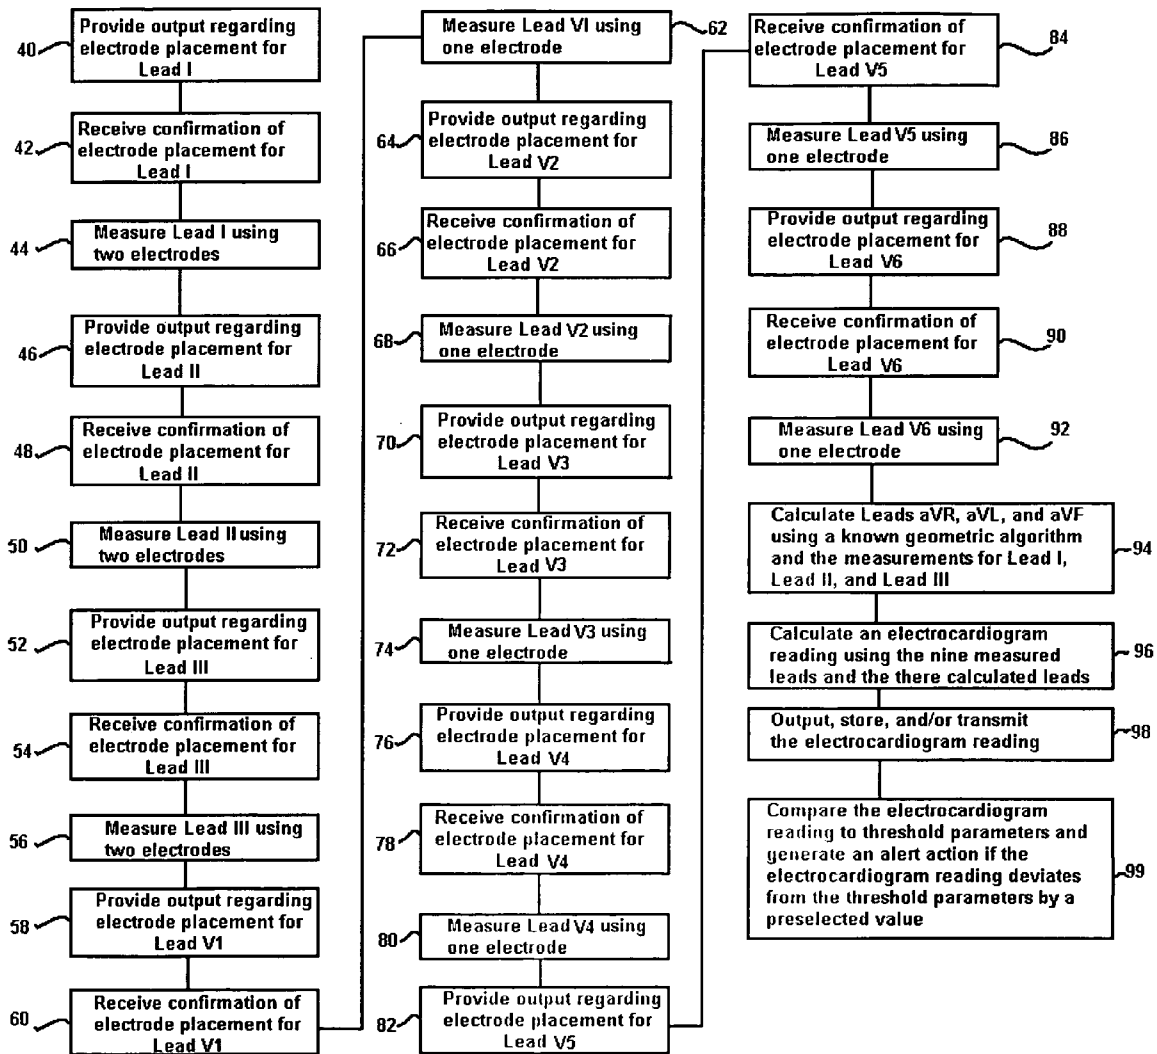 40
Provide output regarding
electrode placement for
Lead I
42
Receive confirmation of
electrode placement for
Lead I
44
Measure Lead I using
two electrodes
46
Provide output regarding
electrode placement for
Lead II
48
Receive confirmation of
electrode placement for
Lead II
50
Measure Lead II using
two electrodes
52
Provide output regarding
electrode placement for
Lead III
54
Receive confirmation of
electrode placement for
Lead III
56
Measure Lead III using
two electrodes
58
Provide output regarding
electrode placement for
Lead V1
60
Receive confirmation of
electrode placement for
Lead V1
Measure Lead VI using
one electrode
62
64
Provide output regarding
electrode placement for
Lead V2
66
Receive confirmation of
electrode placement for
Lead V2
68
Measure Lead V2 using
one electrode
70
Provide output regarding
electrode placement for
Lead V3
72
Receive confirmation of
electrode placement for
Lead V3
74
Measure Lead V3 using
one electrode
76
Provide output regarding
electrode placement for
Lead V4
78
Receive confirmation of
electrode placement for
Lead V4
80
Measure Lead V4 using
one electrode
82
Provide output regarding
electrode placement for
Lead V5
Receive confirmation of
electrode placement for
Lead V5
84
Measure Lead V5 using
one electrode
86
Provide output regarding
electrode placement for
Lead V6
88
Receive confirmation of
electrode placement for
Lead V6
90
Measure Lead V6 using
one electrode
92
Calculate Leads aVR, aVL, and aVF
using a known geometric algorithm
and the measurements for Lead I,
Lead II, and Lead III
94
Calculate an electrocardiogram
reading using the nine measured
leads and the there calculated leads
96
Output, store, and/or transmit
the electrocardiogram reading
98
Compare the electrocardiogram
reading to threshold parameters and
generate an alert action if the
electrocardiogram reading deviates
from the threshold parameters by a
preselected value
99